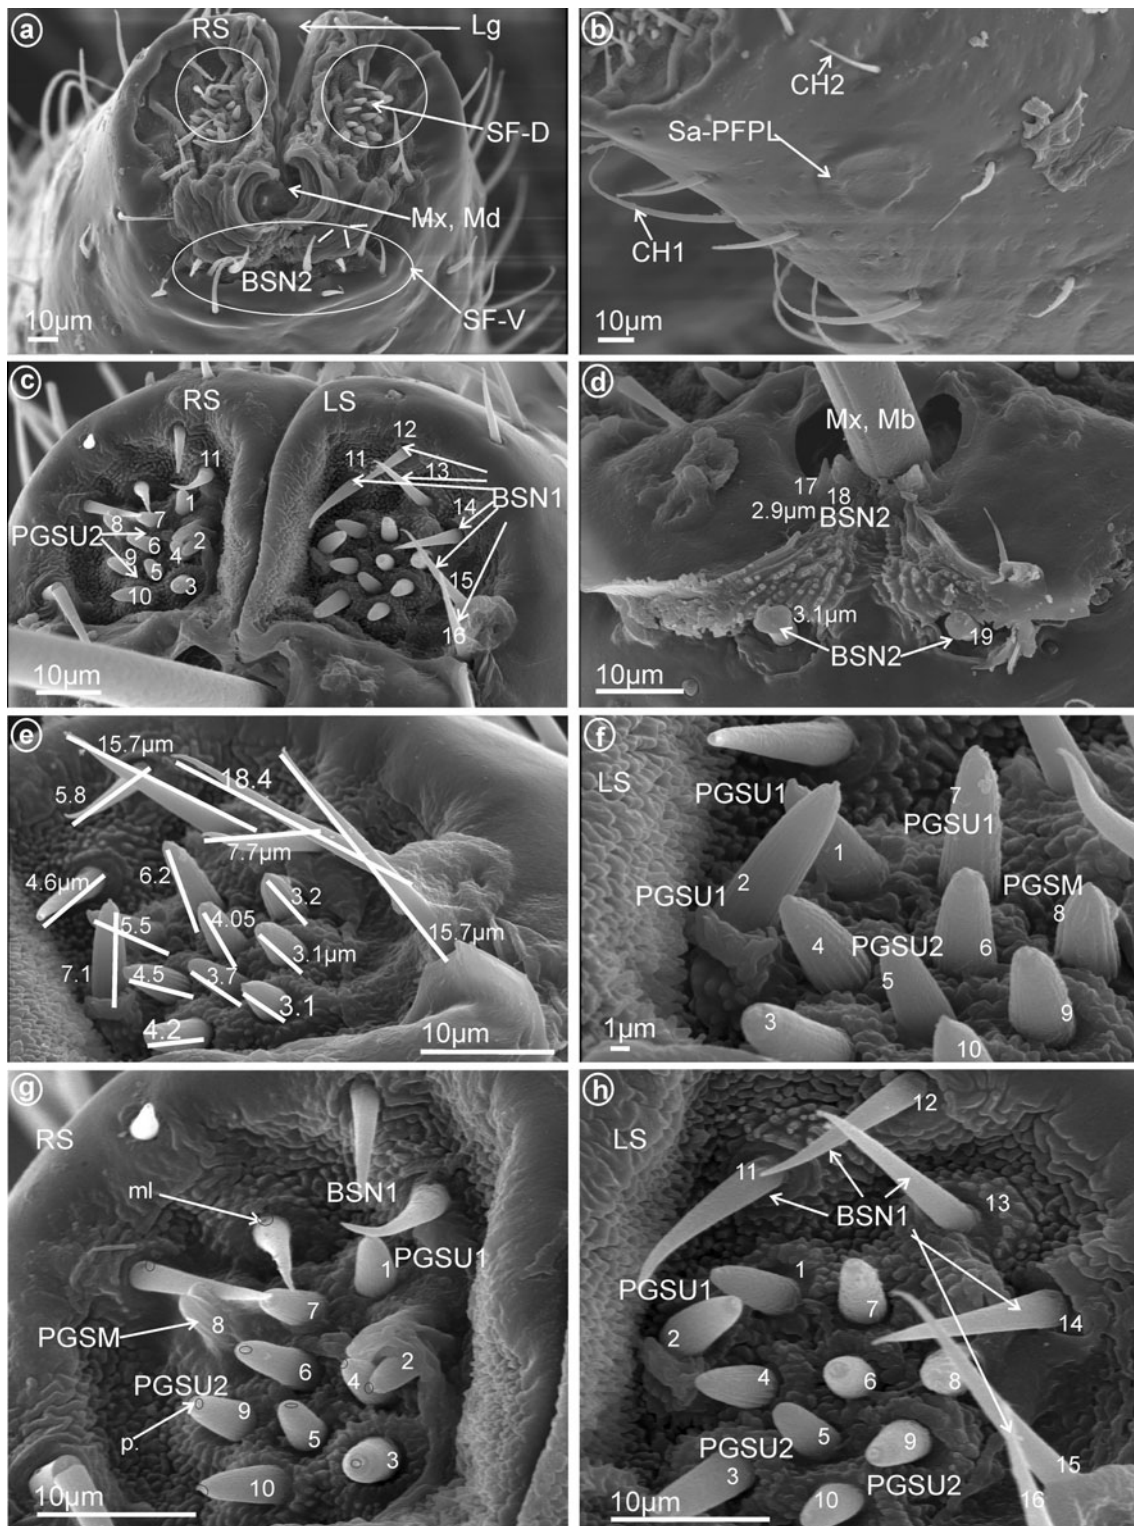 a
RS
Lg
SF-D
Mx, Md
BSN2
SF-V
10µm
b
CH2
Sa-PFPL
CH1
10µm
c
RS
LS
12
11
11
13
1
BSN1
14
8
7
PGSU2
6
4
2
9
5
3
10
15
16
10µm
d
Mx, Mb
17
18
2.9µm
BSN2
3.1µm
19
BSN2
10µm
e
15.7µm
18.4
5.8
7.7µm
4.6µm
6.2
3.2
4.05
5.5
3.1µm
15.7µm
7.1
4.5
3.7
3.1
4.2
10µm
f
LS
PGSU1
7
PGSU1
1
PGSU1
2
PGSM
8
4
PGSU2
6
5
3
9
10
1µm
g
RS
BSN1
ml
PGSU1
1
7
PGSM
8
6
2
4
PGSU2
9
5
p.
3
10
10µm
h
LS
12
11
BSN1
13
PGSU1
1
7
2
14
4
6
8
5
9
PGSU2
3
PGSU2
15
10
16
10µm